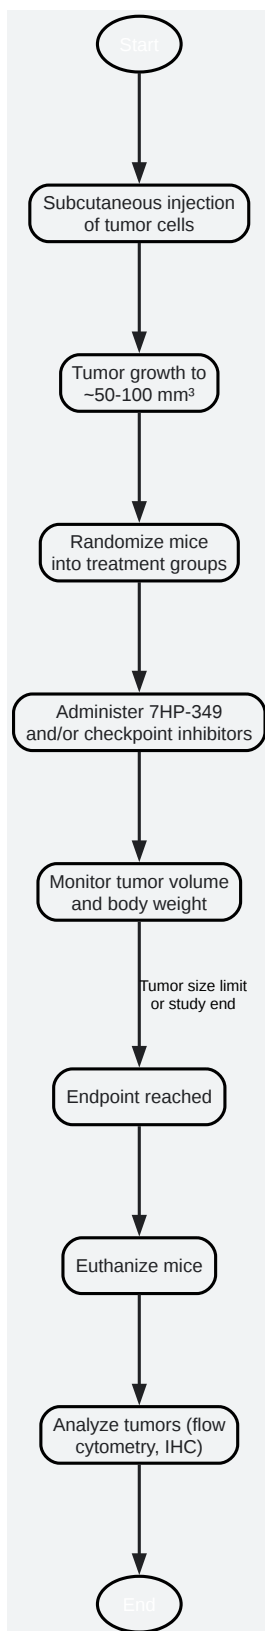 Start
Subcutaneous injection
of tumor cells
Tumor growth to
~50-100 mm³
Randomize mice
into treatment groups
Administer 7HP-349
and/or checkpoint inhibitors
Monitor tumor volume
and body weight
Tumor size limit
or study end
Endpoint reached
Euthanize mice
Analyze tumors (flow
cytometry, IHC)
End